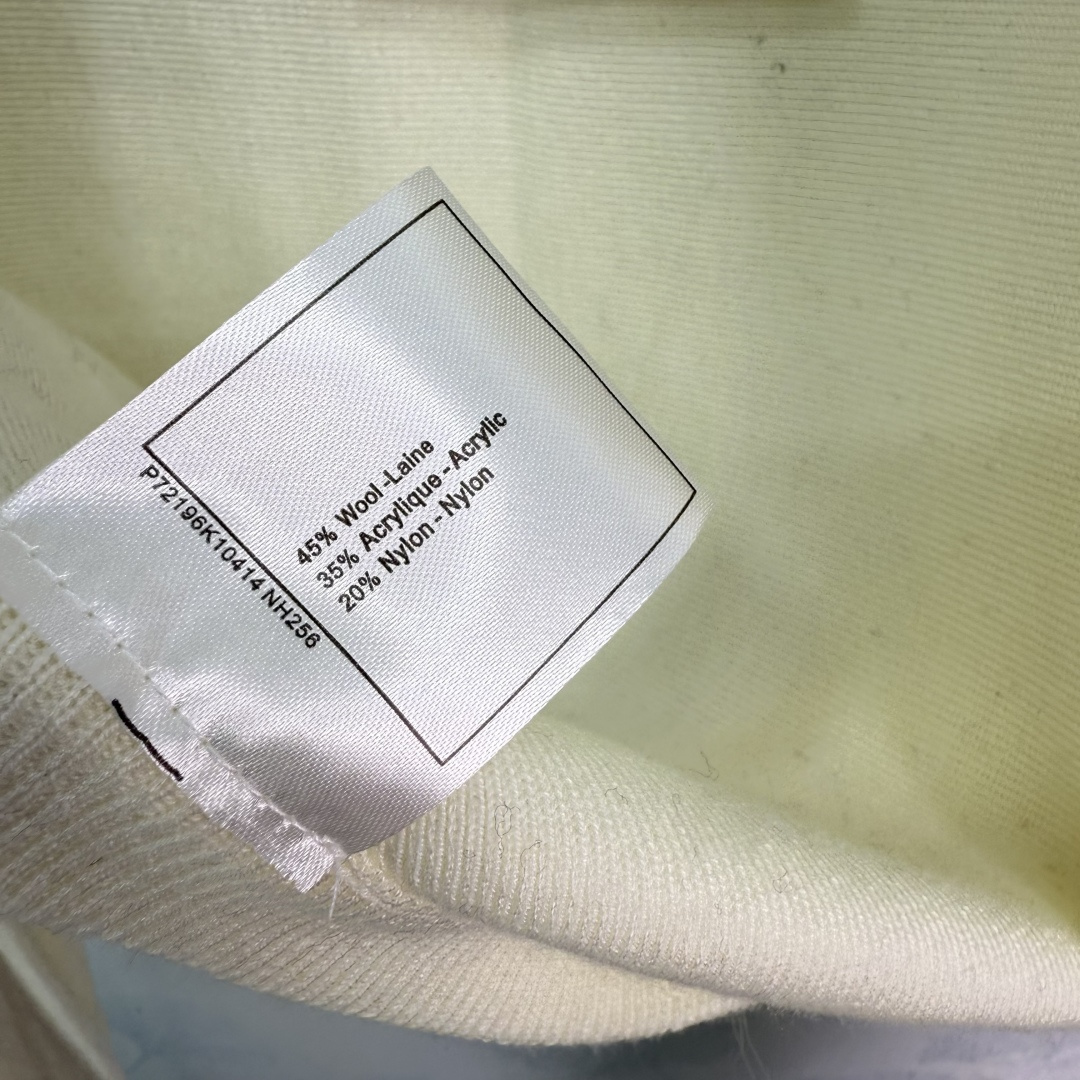 45% Wool -Laine
35% Acrylique - Acrylic
20% Nylon - Nylon
P72196K10414 NH256